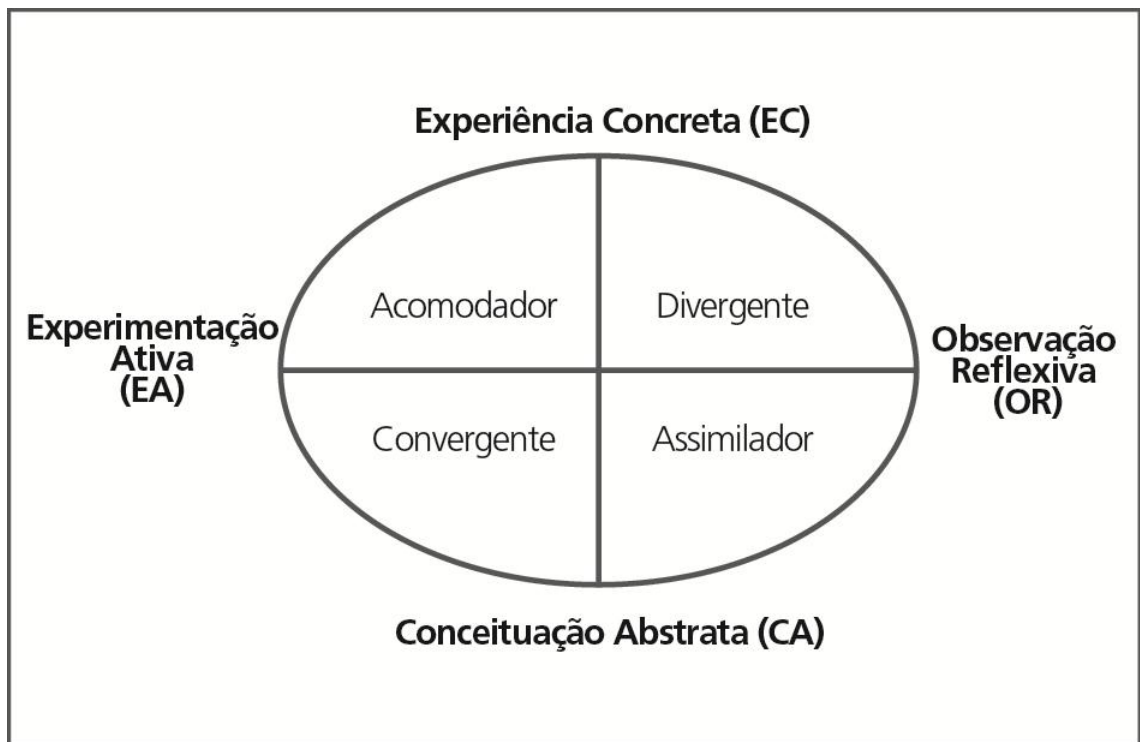 Experiência Concreta (EC)
Acomodador
Divergente
Experimentação
Ativa
(EA)
Observação
Reflexiva
(OR)
Convergente
Assimilador
Conceituação Abstrata (CA)